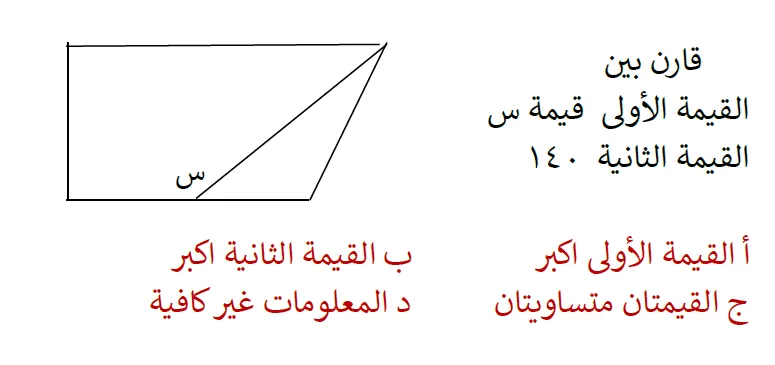 قارن بين
القيمة الأولى قيمة س
القيمة الثانية ١٤٠
س
أ القيمة الأولى اكبر
ب القيمة الثانية اكبر
ج القيمتان متساويتان
د المعلومات غير كافية